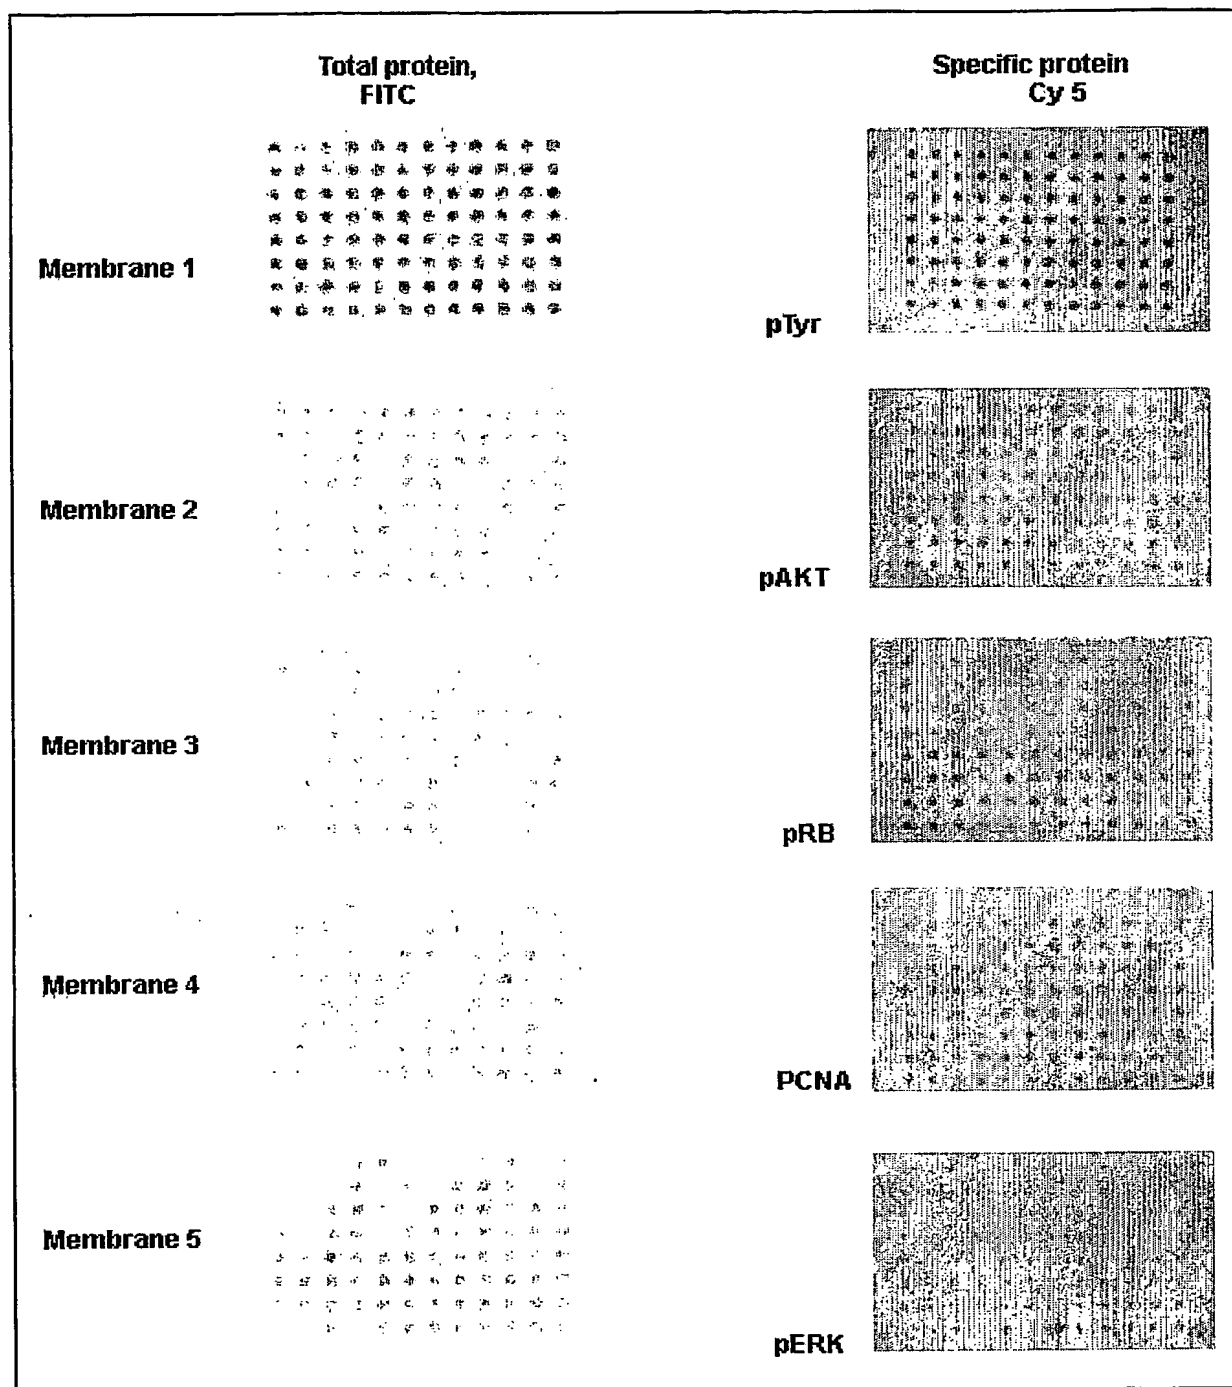 Total protein,
FITC
Specific protein
Cy 5
Membrane 1
pTyr
Membrane 2
pAKT
Membrane 3
pRB
Membrane 4
PCNA
Membrane 5
pERK